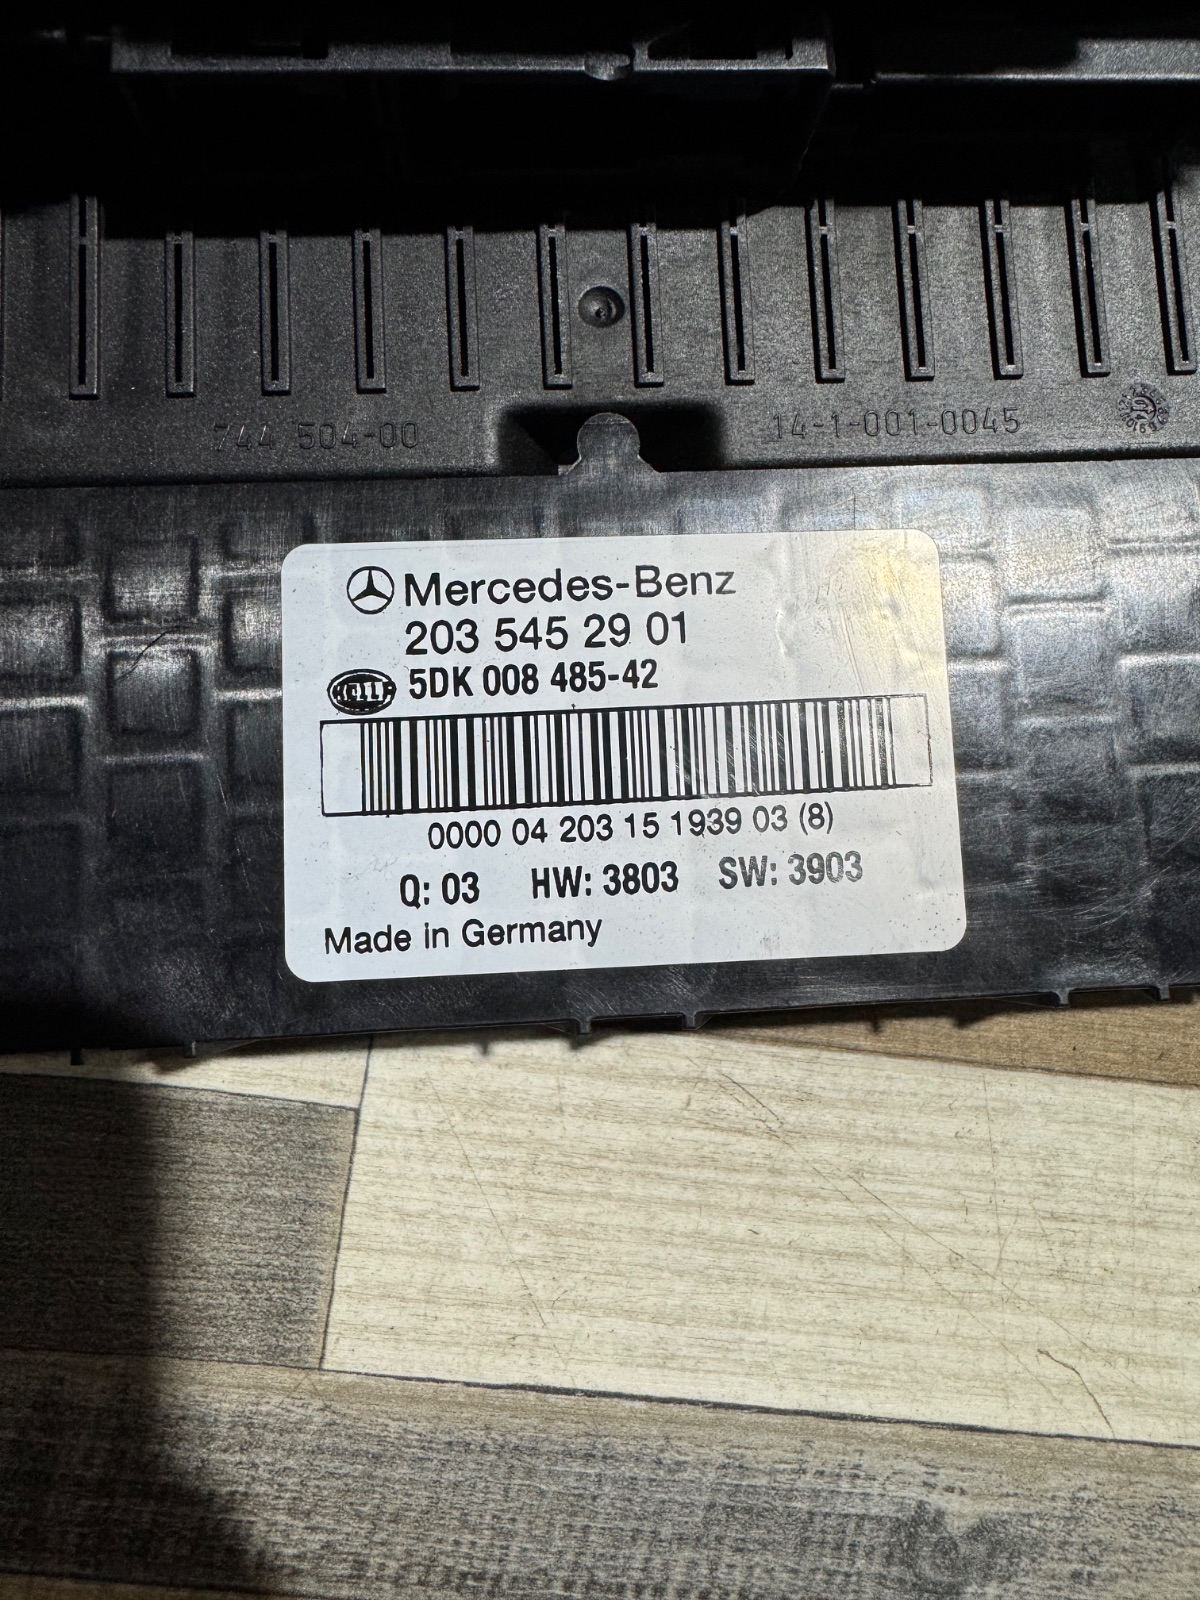 744 504-00
14-1-001-0045
Mercedes-Benz
203 545 29 01
HELLA 5DK 008 485-42
0000 04 203 15 1939 03 (8)
Q: 03 HW: 3803 SW: 3903
Made in Germany